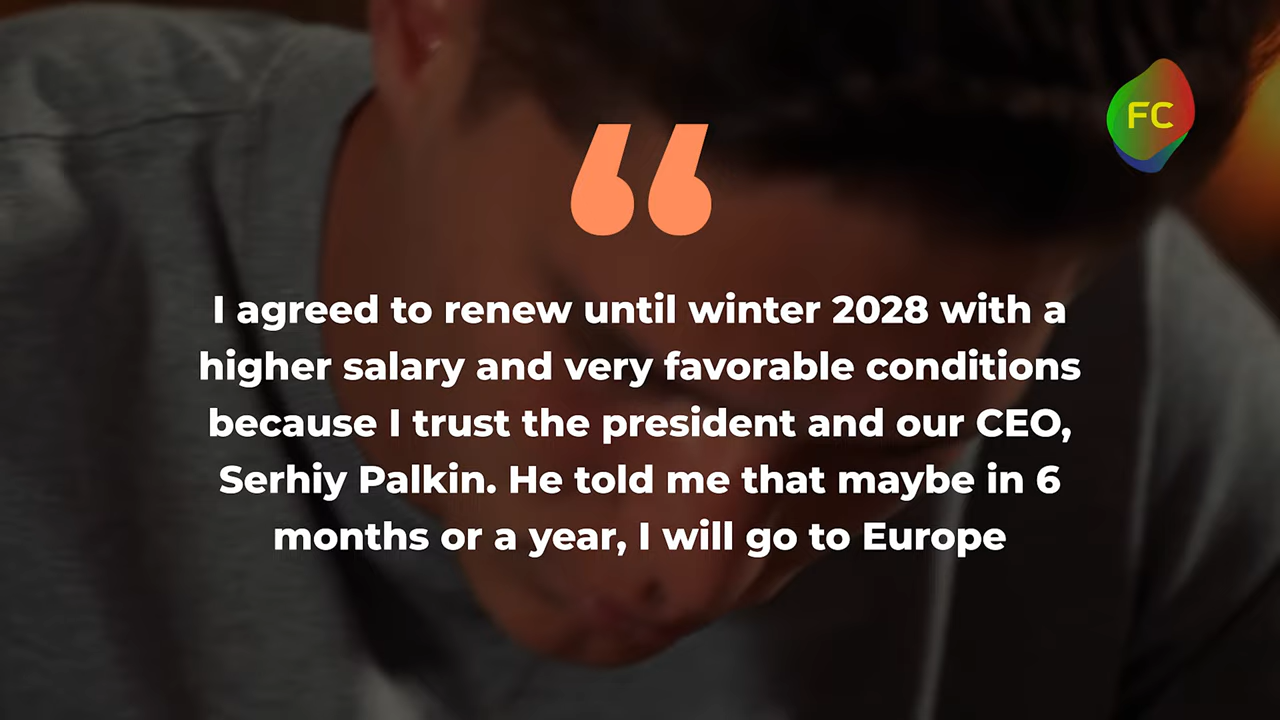 FC
“
I agreed to renew until winter 2028 with a
higher salary and very favorable conditions
because I trust the president and our CEO,
Serhiy Palkin. He told me that maybe in 6
months or a year, I will go to Europe